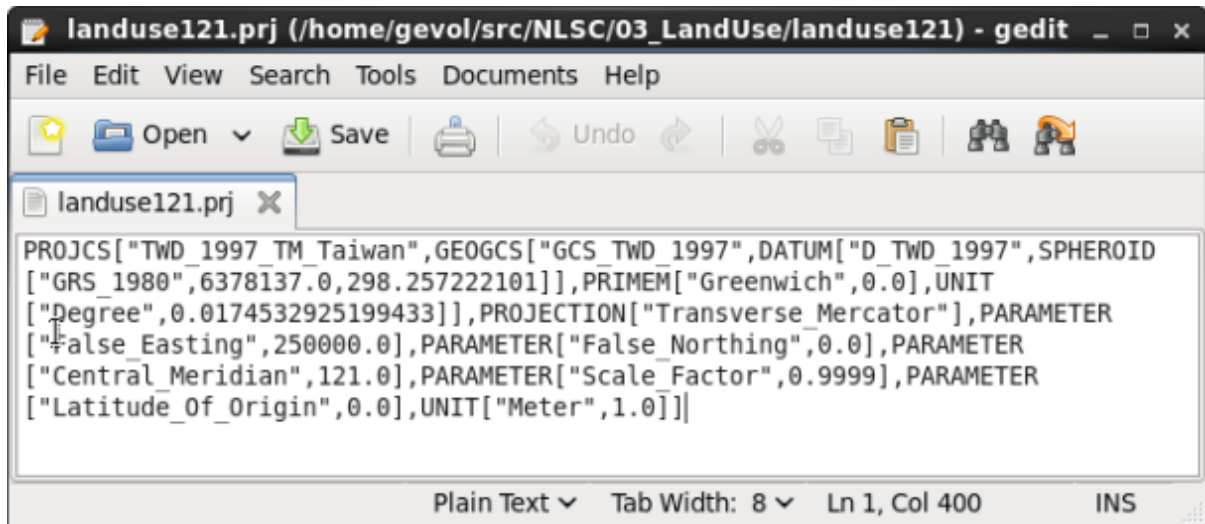 landuse121.prj (/home/gevol/src/NLSC/03_LandUse/landuse121) - gedit
File Edit View Search Tools Documents Help
Open Save Undo
landuse121.prj
PROJCS["TWD_1997_TM_Taiwan",GEOGCS["GCS_TWD_1997",DATUM["D_TWD_1997",SPHEROID
["GRS_1980",6378137.0,298.257222101]],PRIMEM["Greenwich",0.0],UNIT
["Degree",0.0174532925199433]],PROJECTION["Transverse_Mercator"],PARAMETER
["False_Easting",250000.0],PARAMETER["False_Northing",0.0],PARAMETER
["Central_Meridian",121.0],PARAMETER["Scale_Factor",0.9999],PARAMETER
["Latitude_Of_Origin",0.0],UNIT["Meter",1.0]]
Plain Text Tab Width: 8 Ln 1, Col 400 INS